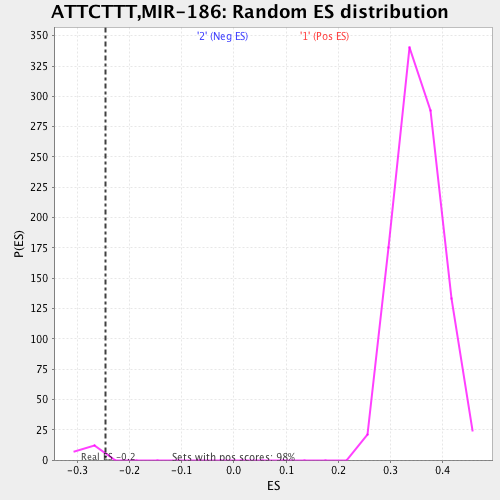 ATTCTTT,MIR-186: Random ES distribution
'2' (Neg ES) '1' (Pos ES)
350
325
300
275
250
225
200
175
150
125
100
75
50
25
0
P(ES)
Real ES -0.2 Sets with pos scores: 98%
-0.3 -0.2 -0.1 0.0 0.1 0.2 0.3 0.4
ES